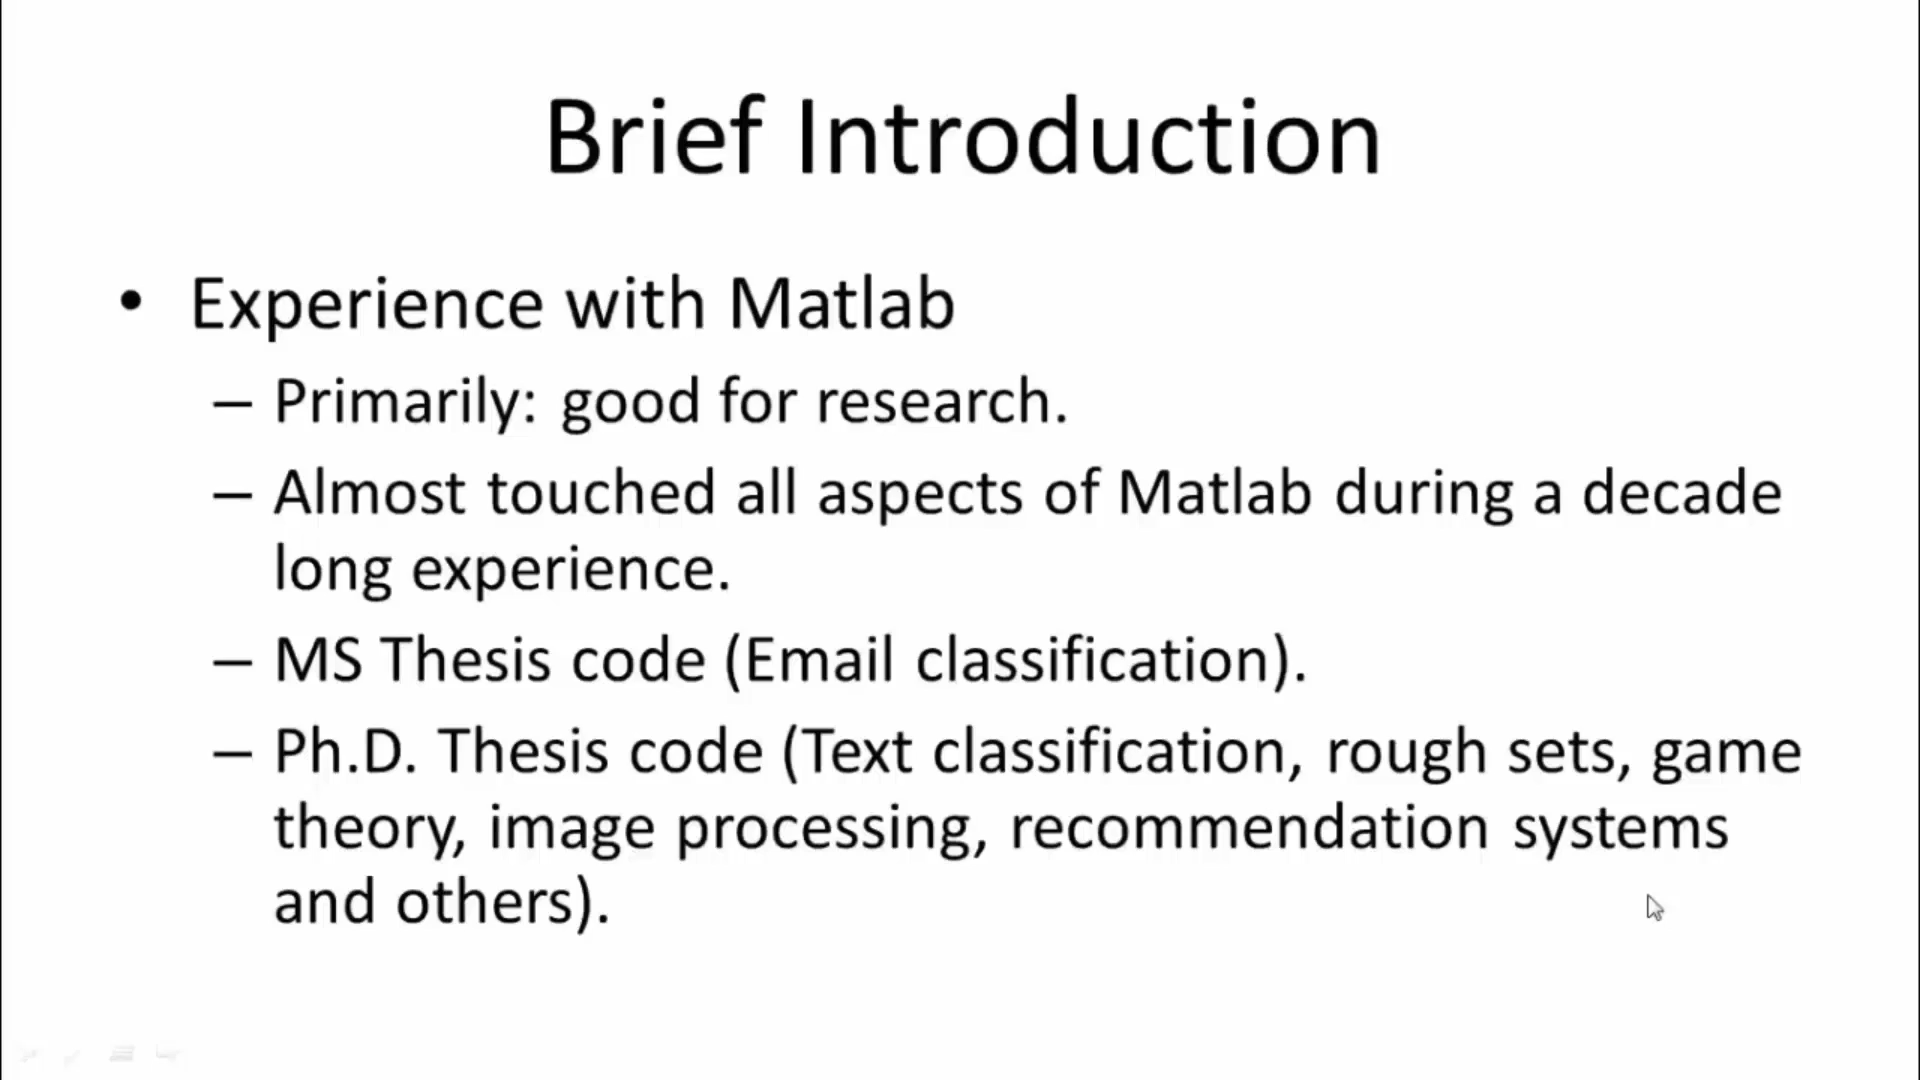 Brief Introduction
• Experience with Matlab
– Primarily: good for research.
– Almost touched all aspects of Matlab during a decade
long experience.
– MS Thesis code (Email classification).
– Ph.D. Thesis code (Text classification, rough sets, game
theory, image processing, recommendation systems
and others).